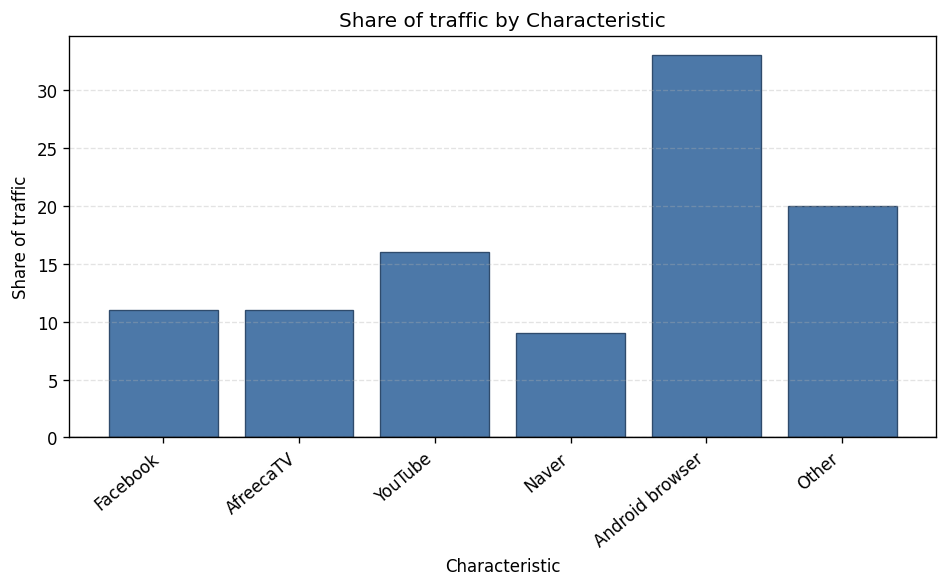 Share of traffic by Characteristic
Share of traffic
30
25
20
15
10
5
0
Facebook
AfreecaTV
YouTube
Naver
Android browser
Other
Characteristic